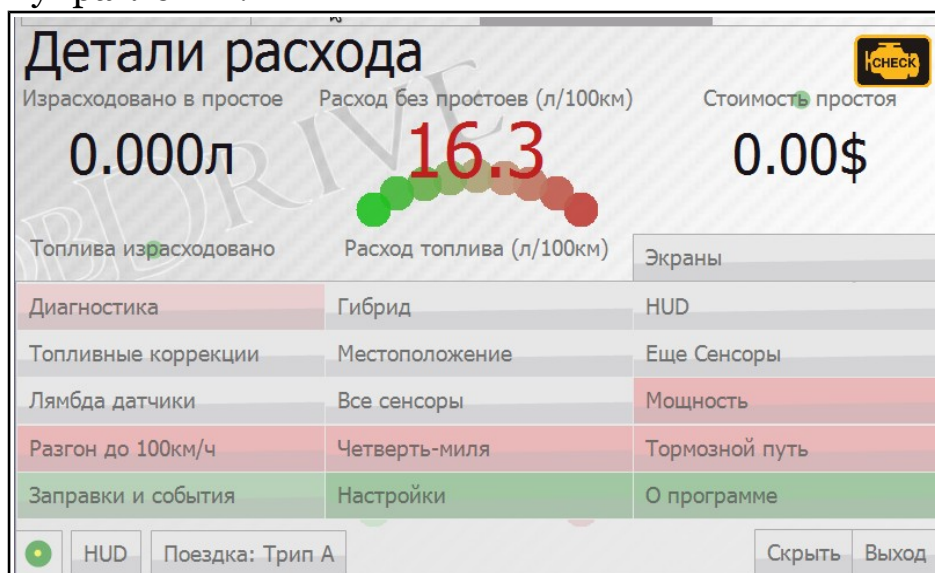 Детали расхода
CHECK
Израсходовано в простое Расход без простоев (л/100км) Стоимость простоя
0.000л 16.3 0.00$
OBDRIVE
Топлива израсходовано Расход топлива (л/100км) Экраны
Диагностика Гибрид HUD
Топливные коррекции Местоположение Еще Сенсоры
Лямбда датчики Все сенсоры Мощность
Разгон до 100км/ч Четверть-миля Тормозной путь
Заправки и события Настройки О программе
HUD Поездка: Трип A Скрыть Выход